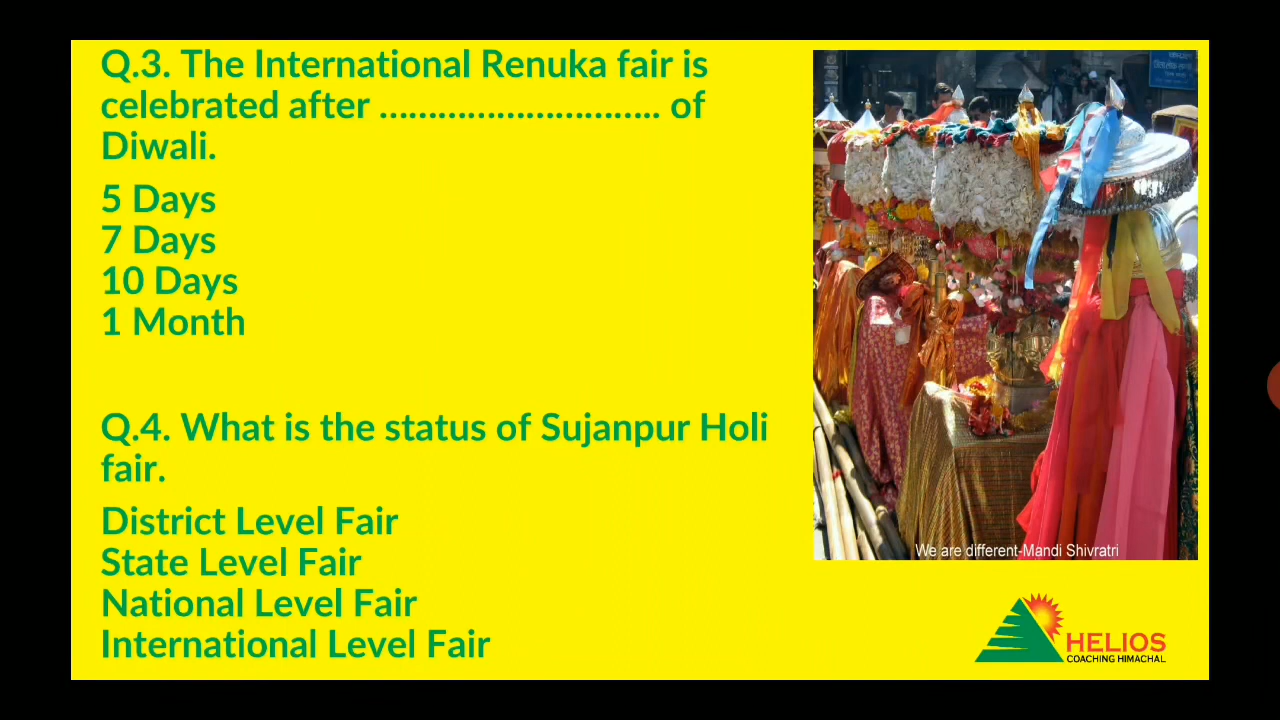 Q.3. The International Renuka fair is
celebrated after ............................ of
Diwali.
5 Days
7 Days
10 Days
1 Month
Q.4. What is the status of Sujanpur Holi
fair.
District Level Fair
State Level Fair
National Level Fair
International Level Fair
We are different-Mandi Shivratri
HELIOS
COACHING HIMACHAL